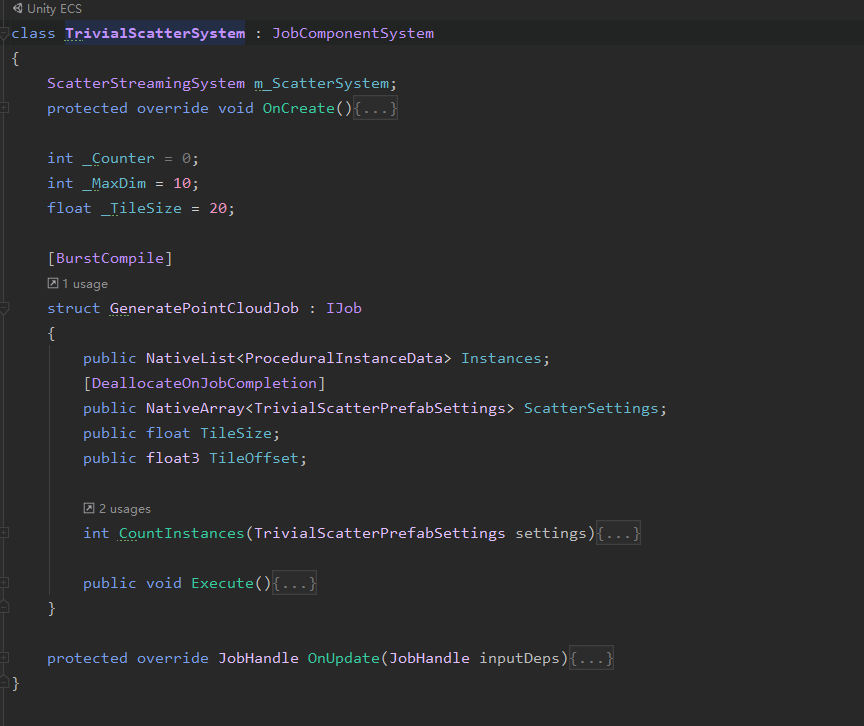 Unity ECS
class TrivialScatterSystem : JobComponentSystem
{
ScatterStreamingSystem m_ScatterSystem;
protected override void OnCreate(){...}
int _Counter = 0;
int _MaxDim = 10;
float _TileSize = 20;
[BurstCompile]
1 usage
struct GeneratePointCloudJob : IJob
{
public NativeList<ProceduralInstanceData> Instances;
[DeallocateOnJobCompletion]
public NativeArray<TrivialScatterPrefabSettings> ScatterSettings;
public float TileSize;
public float3 TileOffset;
2 usages
int CountInstances(TrivialScatterPrefabSettings settings){...}
public void Execute(){...}
}
protected override JobHandle OnUpdate(JobHandle inputDeps){...}
}